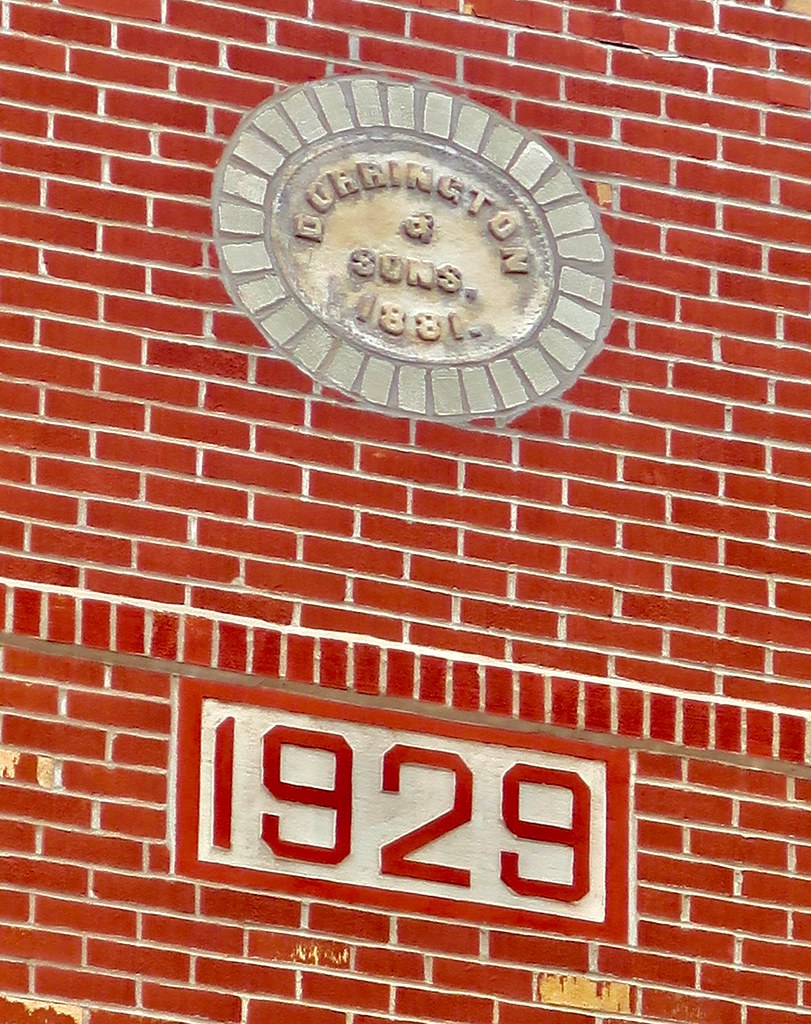 DURRINGTON
&
SONS.
1881.
1929